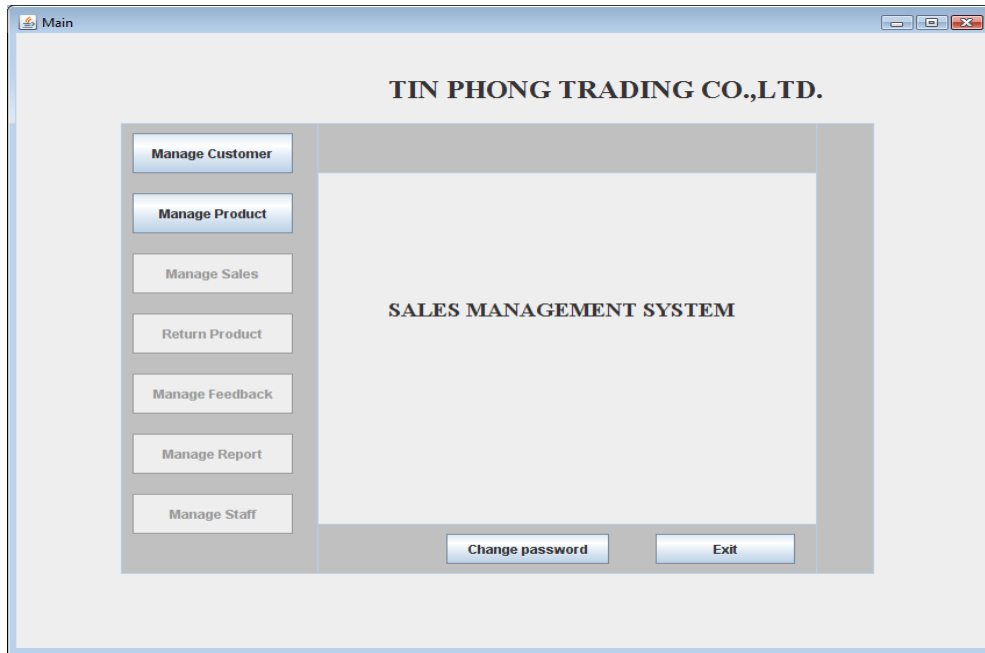 Main
TIN PHONG TRADING CO.,LTD.
Manage Customer
Manage Product
Manage Sales
Return Product
Manage Feedback
Manage Report
Manage Staff
SALES MANAGEMENT SYSTEM
Change password
Exit